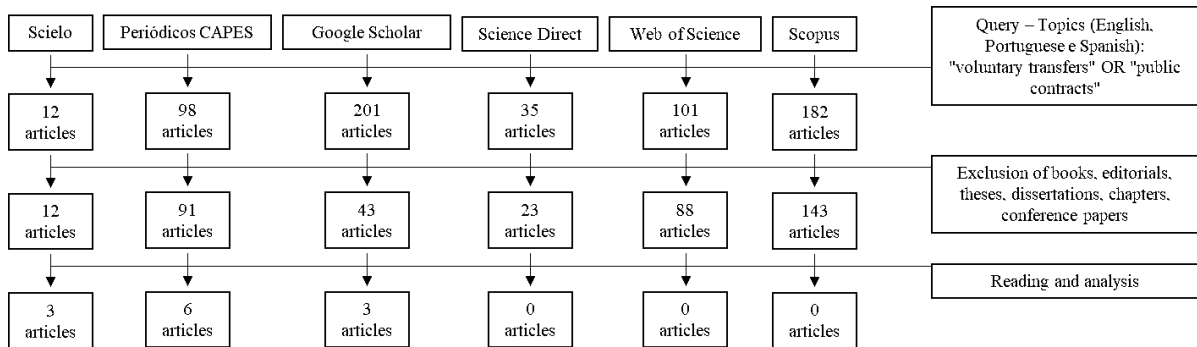 Scielo
Periódicos CAPES
Google Scholar
Science Direct
Web of Science
Scopus
Query – Topics (English,
Portuguese e Spanish):
"voluntary transfers" OR "public
contracts"
12
articles
98
articles
201
articles
35
articles
101
articles
182
articles
Exclusion of books, editorials,
theses, dissertations, chapters,
conference papers
12
articles
91
articles
43
articles
23
articles
88
articles
143
articles
Reading and analysis
3
articles
6
articles
3
articles
0
articles
0
articles
0
articles